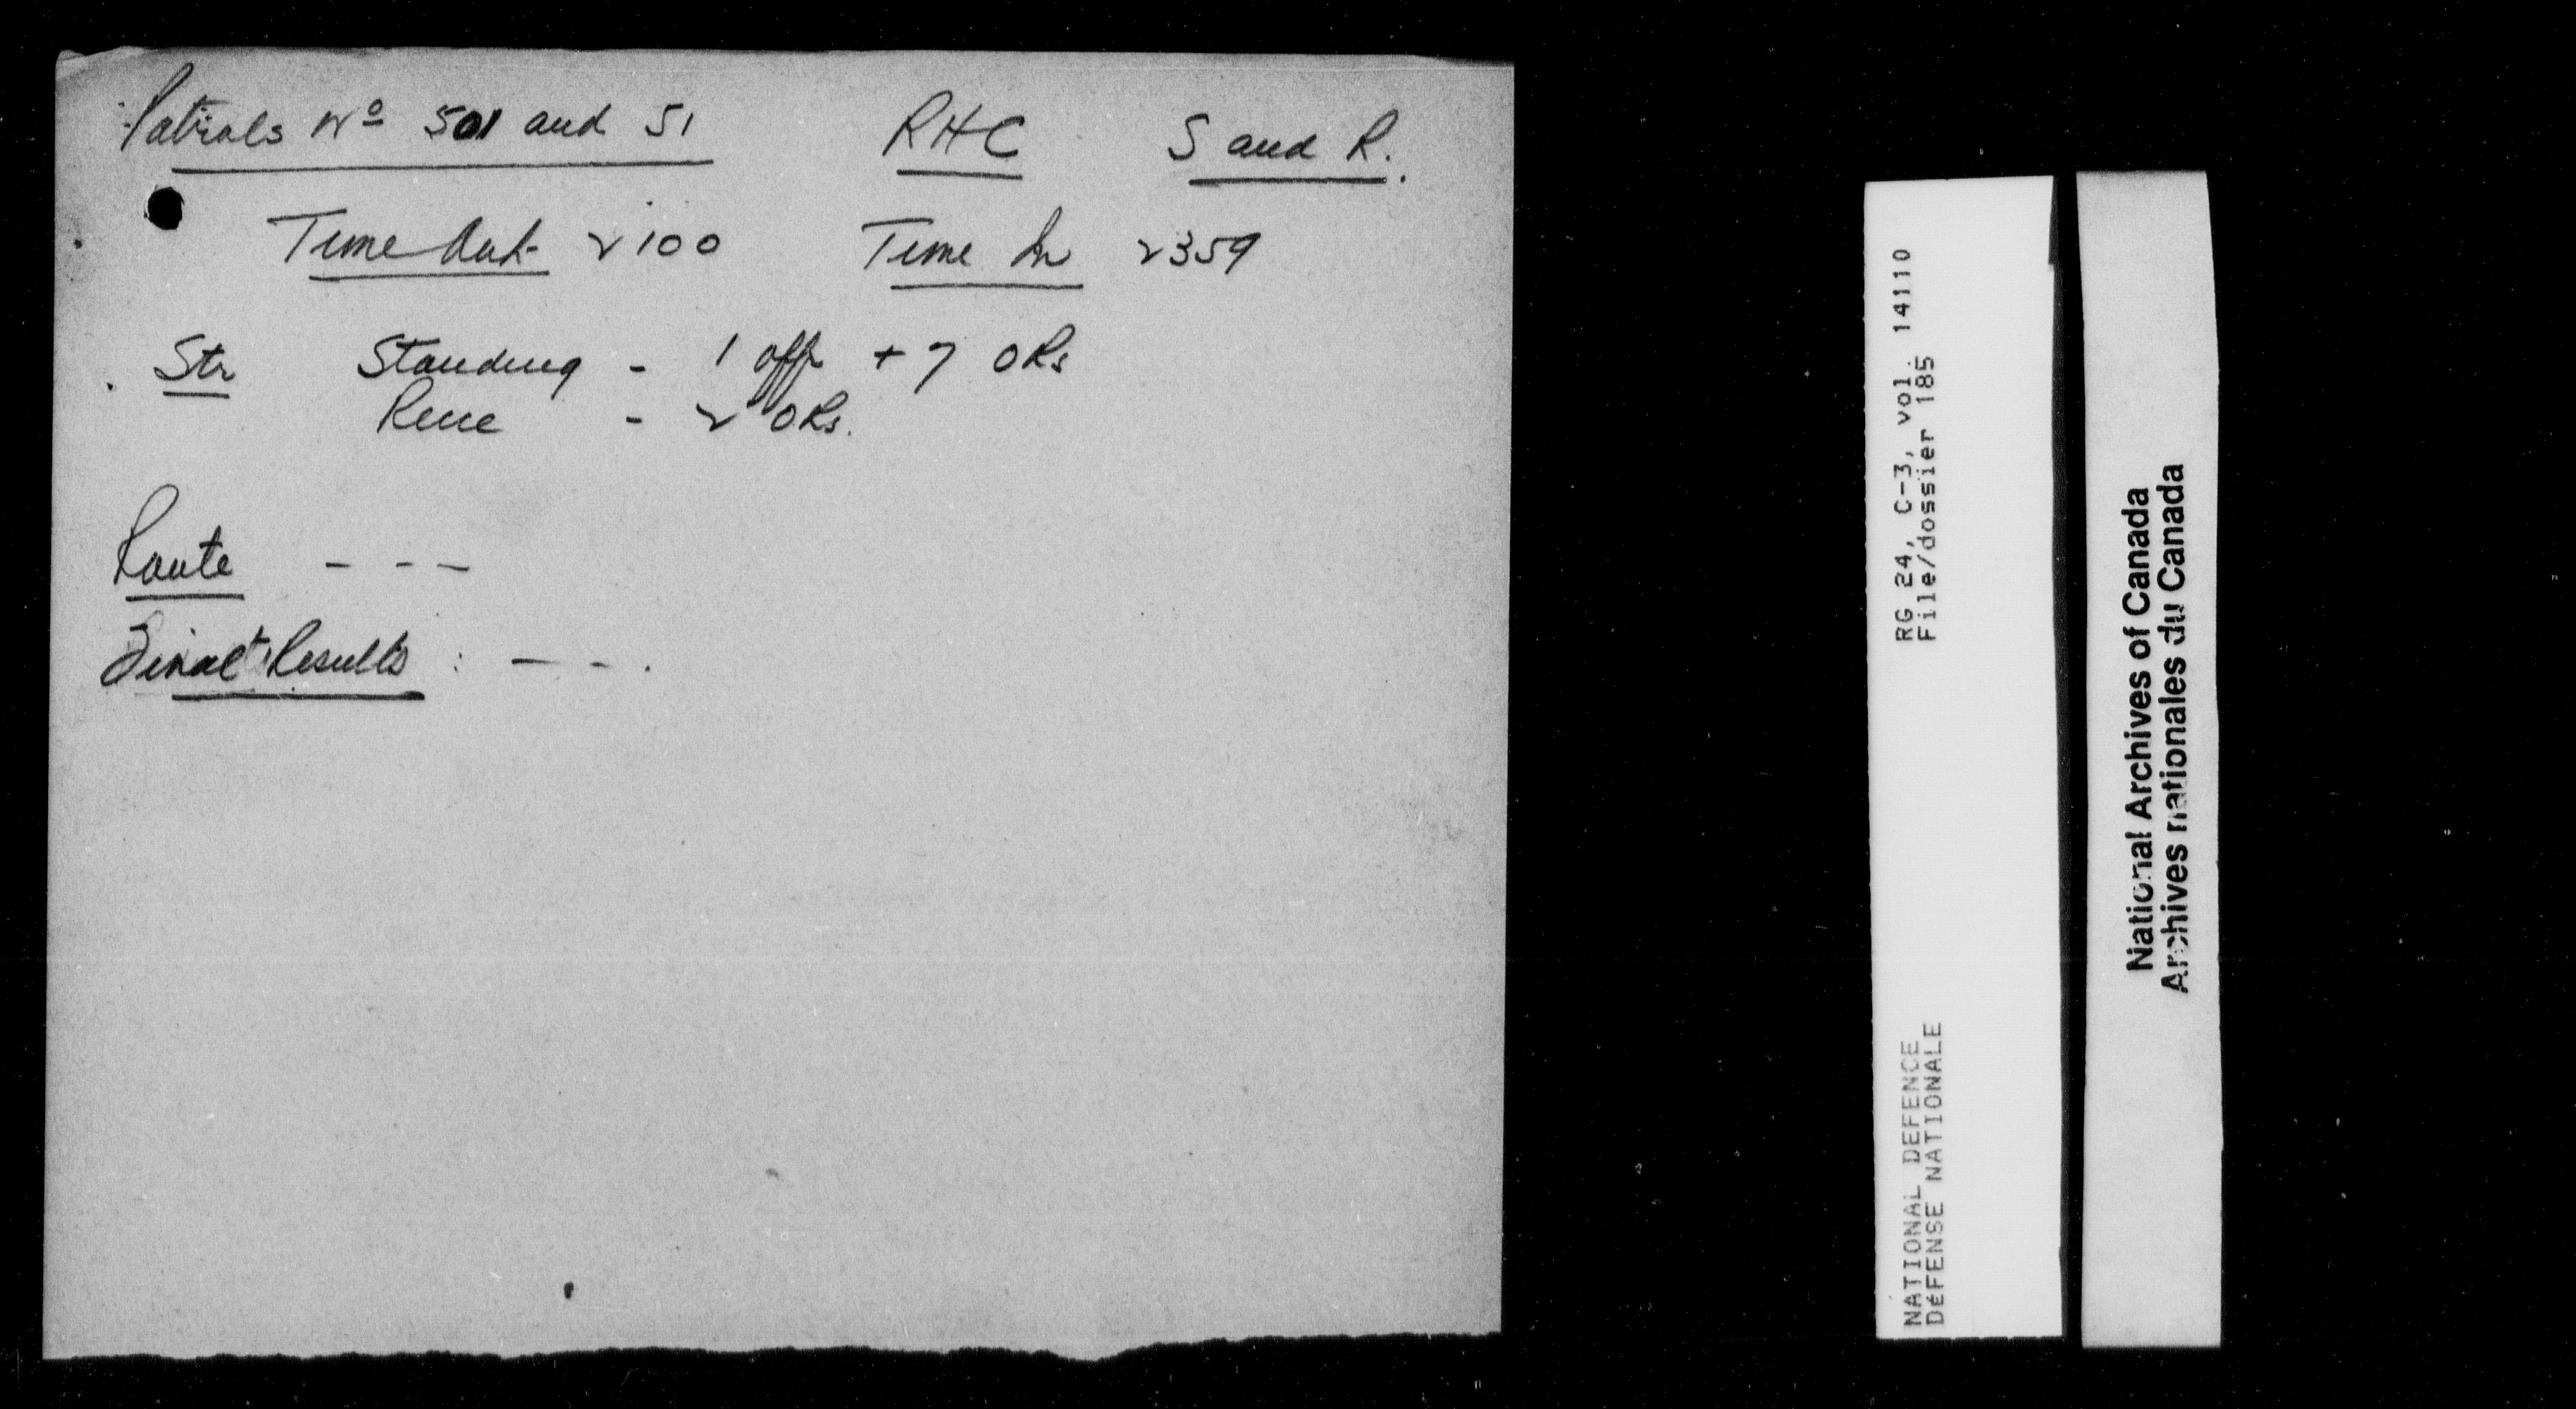 Patrols Nº 501 and 51 RHC S and R.
Time Out 2100 Time In 2359
Str Standing - 1 offr + 7 ORs
Recce - 2 ORs.
Route - - -
Final Results : - - .
RG 24, C-3, vol. 14110
File/dossier 185
NATIONAL DEFENCE
DÉFENSE NATIONALE
National Archives of Canada
Archives nationales du Canada